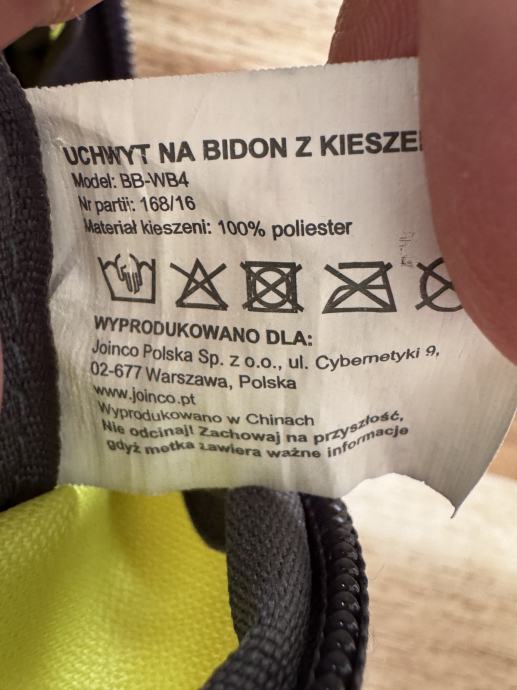 UCHWYT NA BIDON Z
Model: BB-WB4
Nr partii: 168/16
Materiał kieszeni: 100% poliester
WYPRODUKOWANO DLA:
Joinco Polska Sp. z o.o., ul. Cybernetyki 9,
02-677 Warszawa, Polska
www.joinco.pt
Wyprodukowano w Chinach
Nie odcinaj! Zachowaj na przyszłość,
gdyż metka zawiera ważne informacje